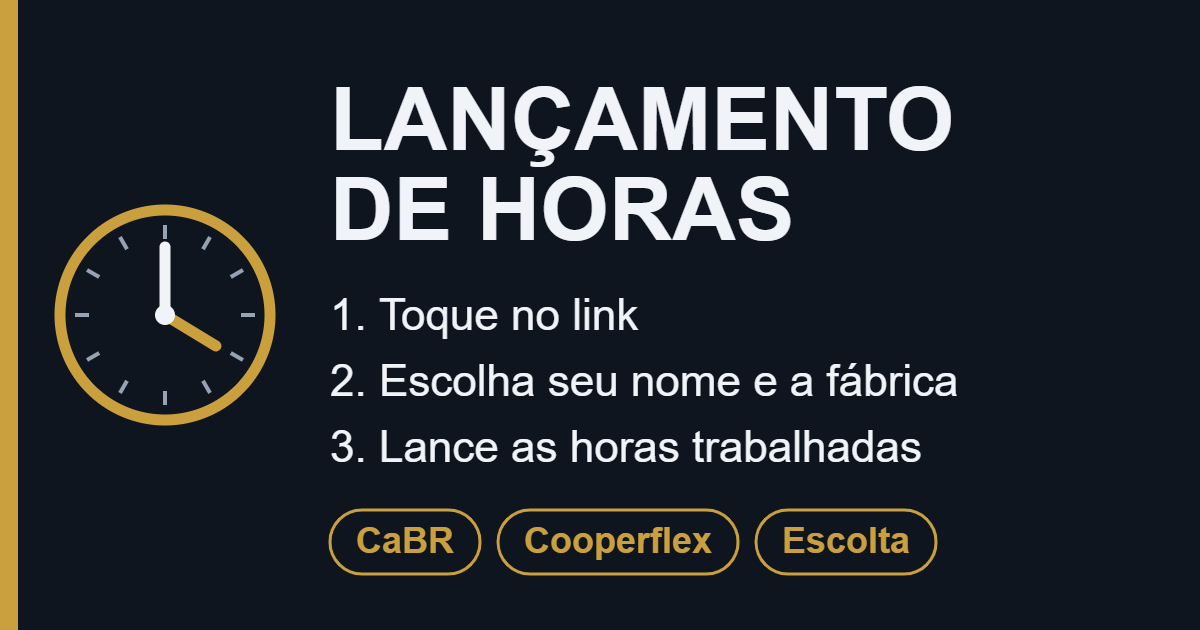 LANÇAMENTO
DE HORAS
1. Toque no link
2. Escolha seu nome e a fábrica
3. Lance as horas trabalhadas
CaBR Cooperflex Escolta